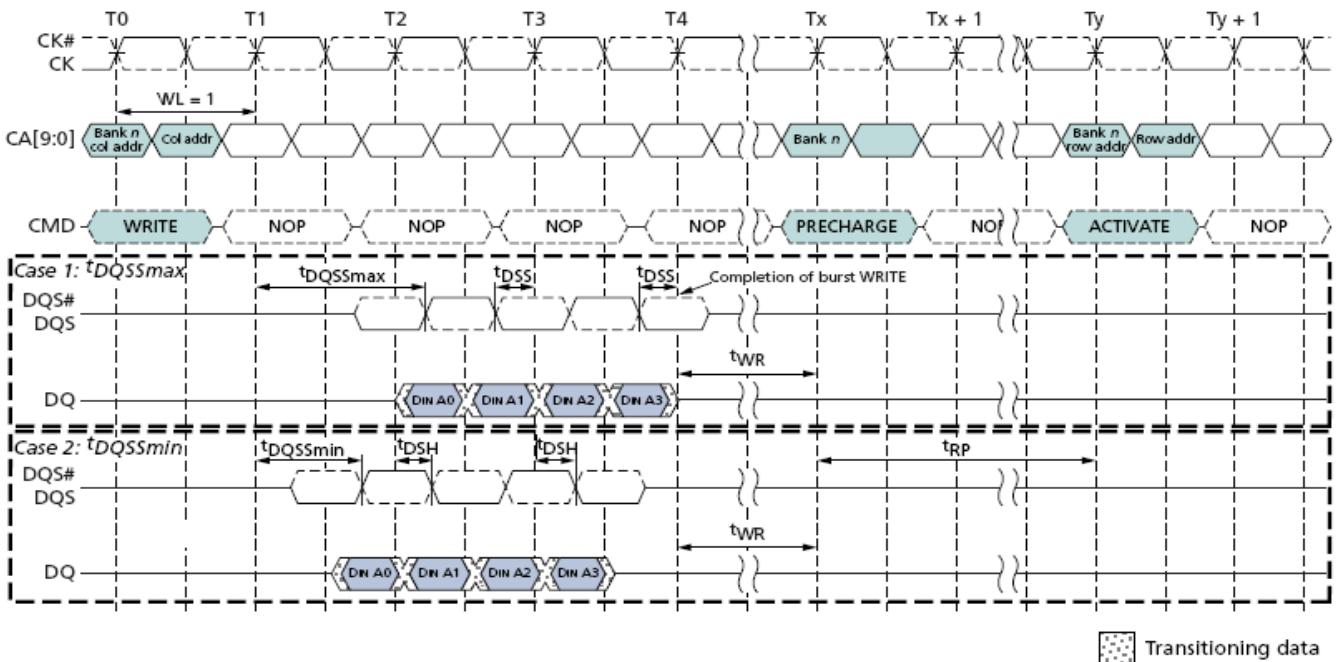 T0 T1 T2 T3 T4 Tx Tx + 1 Ty Ty + 1
CK#
CK
WL = 1
CA[9:0] Bank n col addr Col addr Bank n Bank n row addr Row addr
CMD WRITE NOP NOP NOP NOP PRECHARGE NOP ACTIVATE NOP
Case 1: tDQSSmax
tDQSSmax tDSS tDSS Completion of burst WRITE
DQS#
DQS
tWR
DQ DIN A0 DIN A1 DIN A2 DIN A3
Case 2: tDQSSmin
tDQSSmin tDSH tDSH tRP
DQS#
DQS
tWR
DQ DIN A0 DIN A1 DIN A2 DIN A3
Transitioning data